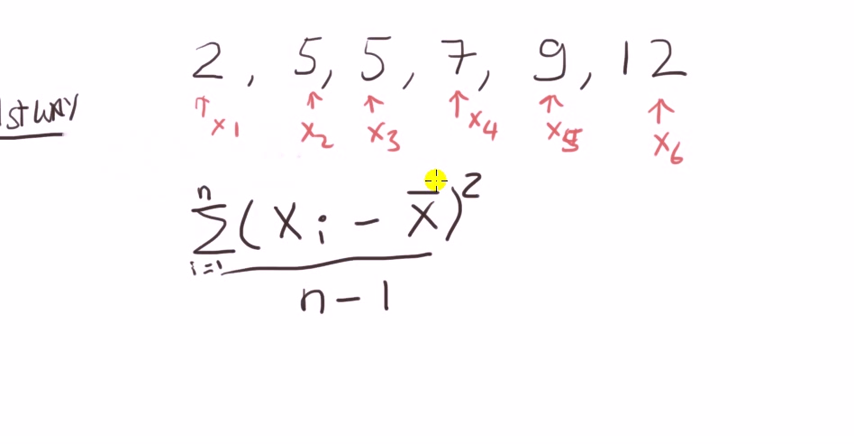 2, 5, 5, 7, 9, 12
1st WAY
↑x1 ↑x2 ↑x3 ↑x4 ↑x5 ↑x6
n
∑(xi - x̄)²
i=1
n-1